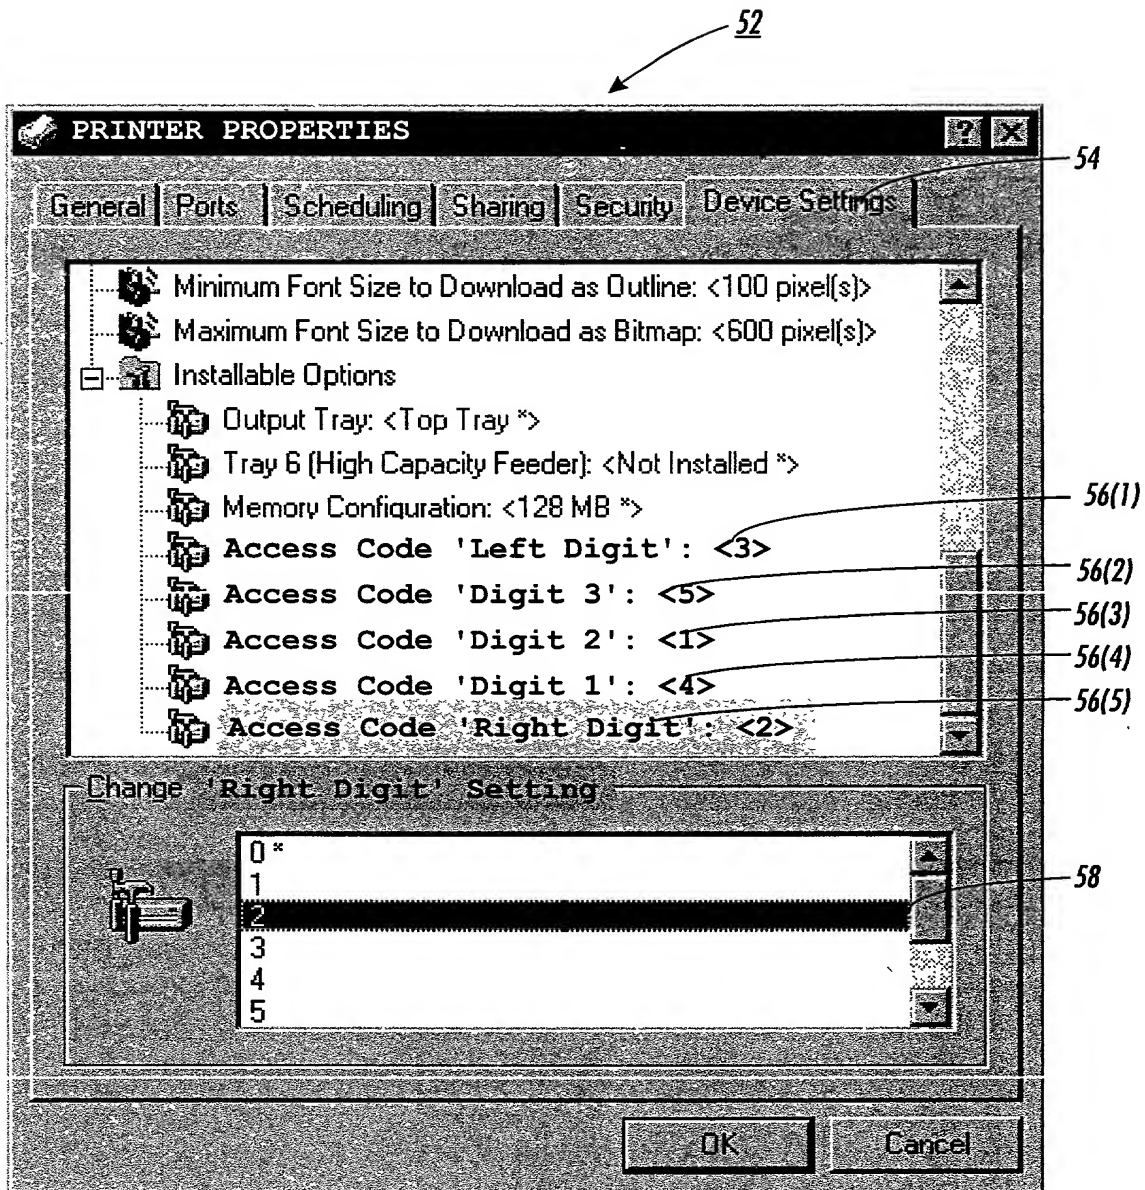 52
PRINTER PROPERTIES ? X
54
General Ports Scheduling Sharing Security Device Settings
Minimum Font Size to Download as Outline: <100 pixel(s)>
Maximum Font Size to Download as Bitmap: <600 pixel(s)>
Installable Options
Output Tray: <Top Tray *>
Tray 6 (High Capacity Feeder): <Not Installed *>
Memory Configuration: <128 MB *>
56(1)
Access Code 'Left Digit': <3>
56(2)
Access Code 'Digit 3': <5>
56(3)
Access Code 'Digit 2': <1>
56(4)
Access Code 'Digit 1': <4>
56(5)
Access Code 'Right Digit': <2>
Change 'Right Digit' Setting
0 *
1
58
2
3
4
5
OK Cancel